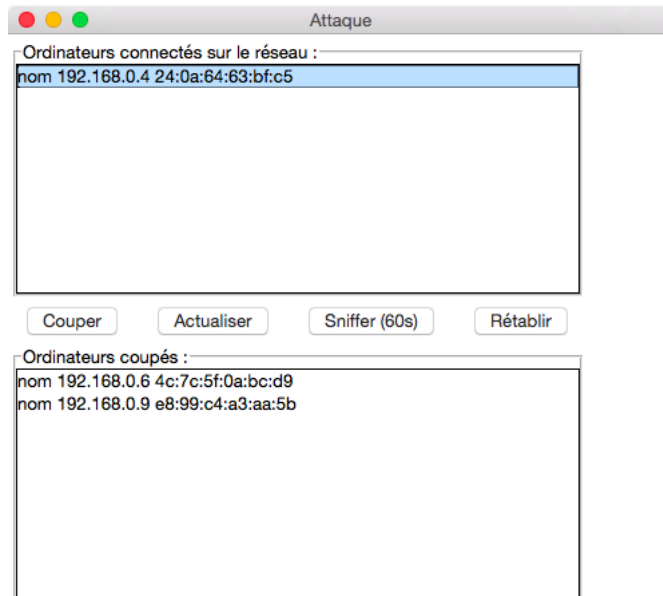 Attaque
Ordinateurs connectés sur le réseau :
nom 192.168.0.4 24:0a:64:63:bf:c5
Couper Actualiser Sniffer (60s) Rétablir
Ordinateurs coupés :
nom 192.168.0.6 4c:7c:5f:0a:bc:d9
nom 192.168.0.9 e8:99:c4:a3:aa:5b